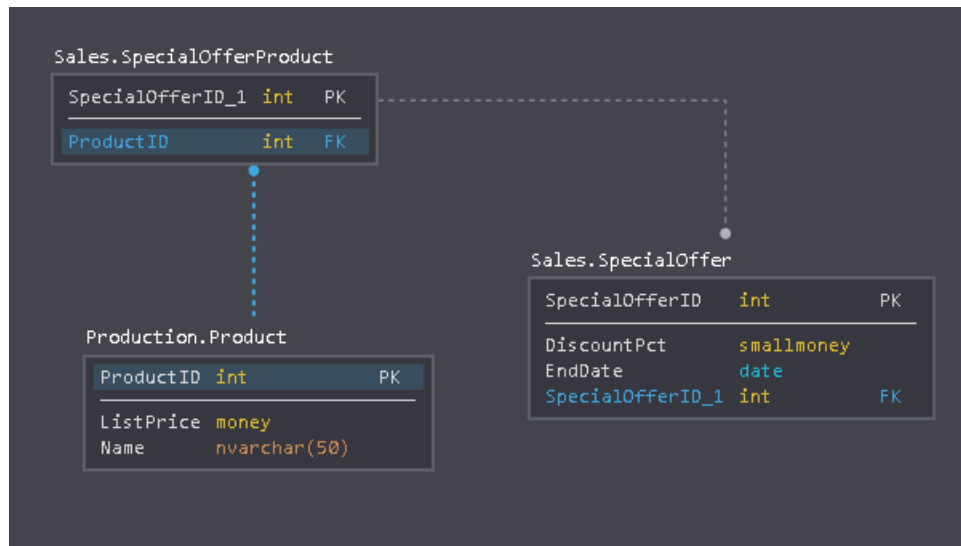 Sales.SpecialOfferProduct
SpecialOfferID_1 int PK
ProductID int FK
Sales.SpecialOffer
SpecialOfferID int PK
DiscountPct smallmoney
EndDate date
SpecialOfferID_1 int FK
Production.Product
ProductID int PK
ListPrice money
Name nvarchar(50)